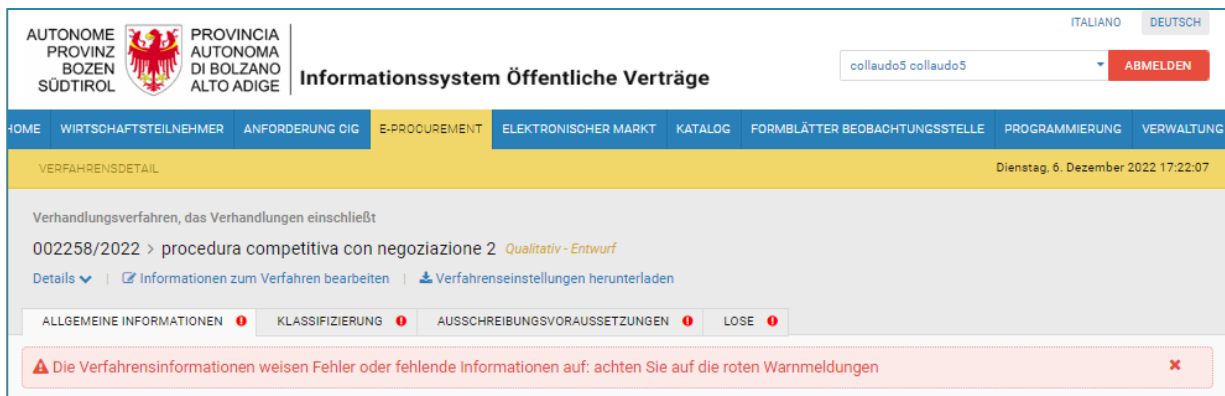 AUTONOME PROVINZ BOZEN SÜDTIROL
PROVINCIA AUTONOMA DI BOLZANO ALTO ADIGE
Informationssystem Öffentliche Verträge
ITALIANO DEUTSCH
collaudo5 collaudo5 ABMELDEN
HOME WIRTSCHAFTSTEILNEHMER ANFORDERUNG CIG E-PROCUREMENT ELEKTRONISCHER MARKT KATALOG FORMBLÄTTER BEOBACHTUNGSSTELLE PROGRAMMIERUNG VERWALTUNG
VERFAHRENSDETAIL Dienstag, 6. Dezember 2022 17:22:07
Verhandlungsverfahren, das Verhandlungen einschließt
002258/2022 > procedura competitiva con negoziazione 2 Qualitativ - Entwurf
Details | Informationen zum Verfahren bearbeiten | Verfahrenseinstellungen herunterladen
ALLGEMEINE INFORMATIONEN KLASSIFIZIERUNG AUSSCHREIBUNGSVORAUSSETZUNGEN LOSE
Die Verfahrensinformationen weisen Fehler oder fehlende Informationen auf: achten Sie auf die roten Warnmeldungen